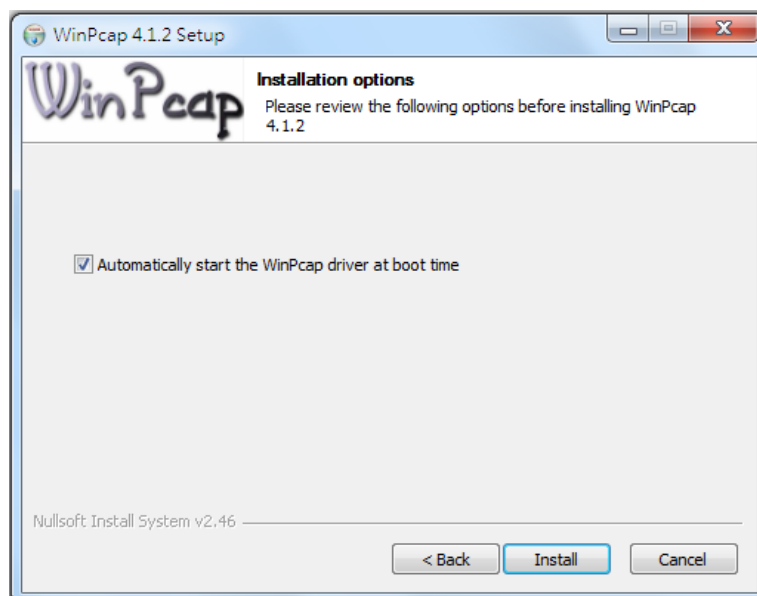 WinPcap 4.1.2 Setup
WinPcap
Installation options
Please review the following options before installing WinPcap
4.1.2
Automatically start the WinPcap driver at boot time
Nullsoft Install System v2.46
< Back
Install
Cancel